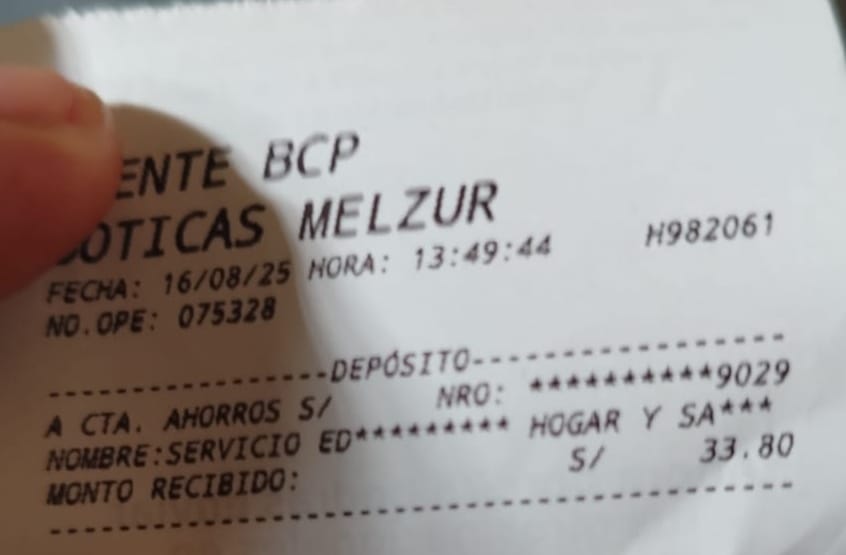 ENTE BCP
OTICAS MELZUR
FECHA: 16/08/25 HORA: 13:49:44 H982061
NO.OPE: 075328
----------------DEPÓSITO------------------
A CTA. AHORROS S/ NRO: **********9029
NOMBRE:SERVICIO ED********* HOGAR Y SA***
MONTO RECIBIDO: S/ 33.80
------------------------------------------